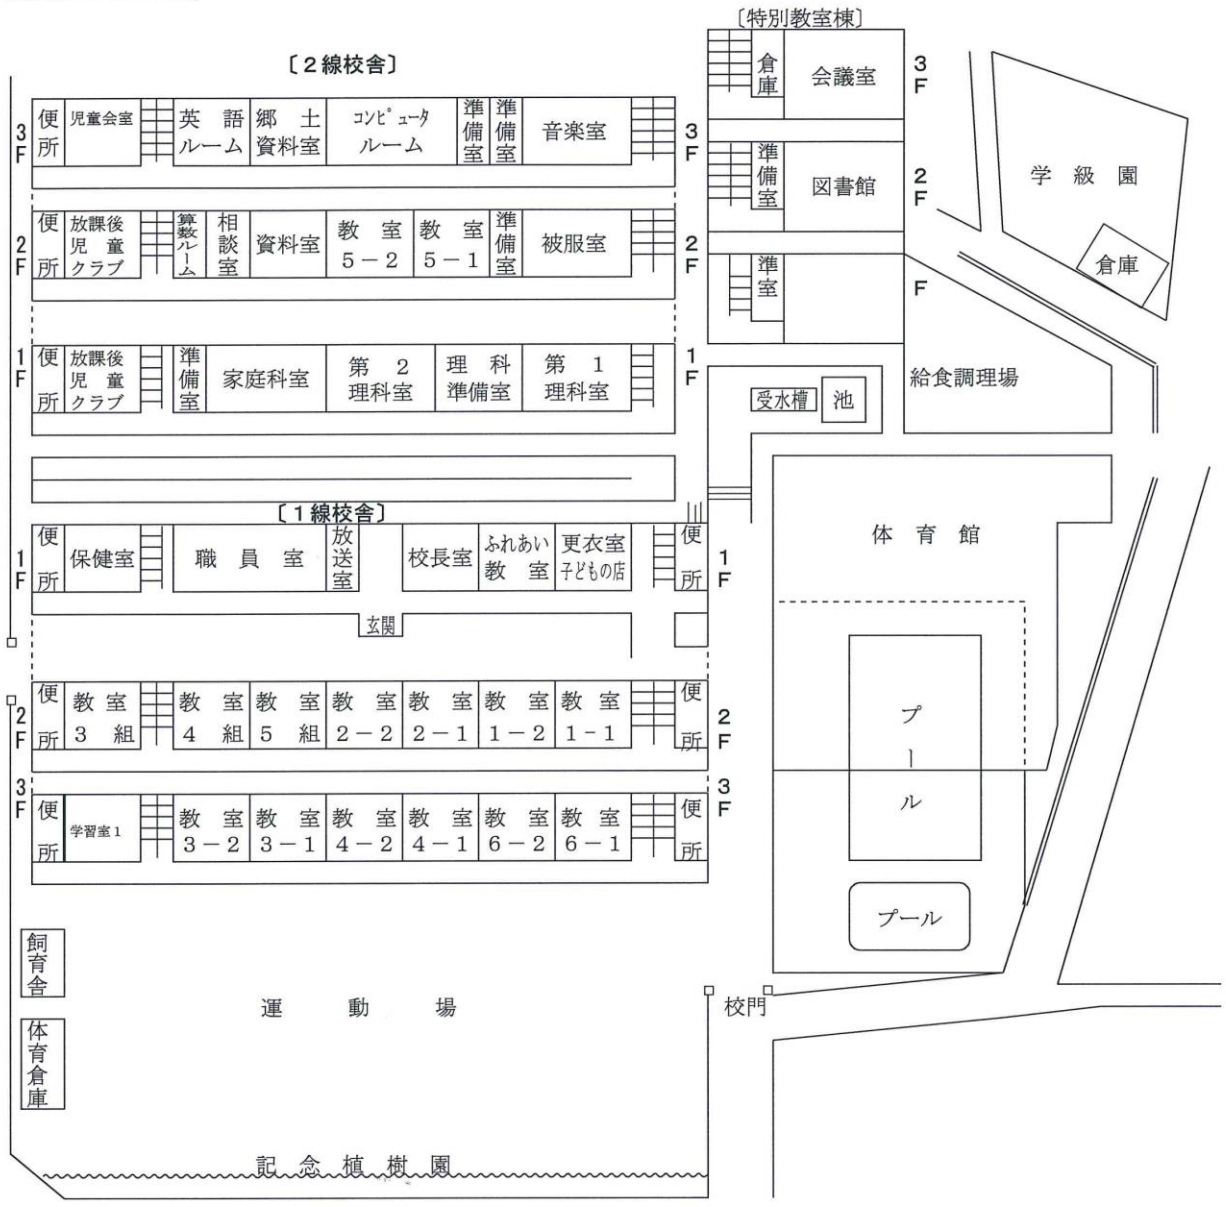 〔特別教室棟〕
倉庫
会議室
3F
準備室
図書館
2F
準室
F
〔2線校舎〕
3F
便所
児童会室
英語ルーム
郷土資料室
コンピュータルーム
準備室
準備室
音楽室
3F
2F
便所
放課後児童クラブ
算数ルーム
相談室
資料室
教室5-2
教室5-1
準備室
被服室
2F
1F
便所
放課後児童クラブ
準備室
家庭科室
第2理科室
理科準備室
第1理科室
1F
学級園
倉庫
給食調理場
受水槽
池
〔1線校舎〕
1F
便所
保健室
職員室
放送室
校長室
ふれあい教室
更衣室
子どもの店
便所
1F
玄関
2F
便所
教室3組
教室4組
教室5組
教室2-2
教室2-1
教室1-2
教室1-1
便所
2F
3F
便所
学習室1
教室3-2
教室3-1
教室4-2
教室4-1
教室6-2
教室6-1
便所
3F
体育館
プール
プール
飼育舎
体育倉庫
運動場
校門
記念植樹園